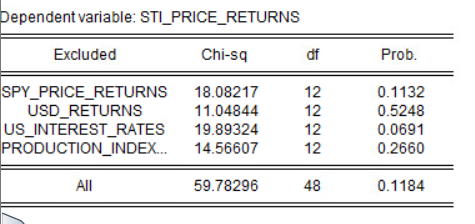 Dependent variable: STI_PRICE_RETURNS
Excluded Chi-sq df Prob.
SPY_PRICE_RETURNS 18.08217 12 0.1132
USD_RETURNS 11.04844 12 0.5248
US_INTEREST_RATES 19.89324 12 0.0691
PRODUCTION_INDEX... 14.56607 12 0.2660
All 59.78296 48 0.1184